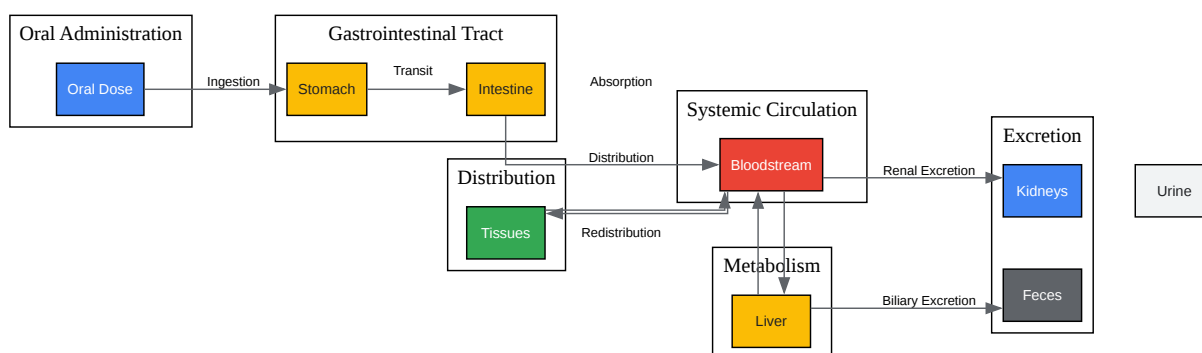 Oral Administration
Oral Dose
Ingestion
Gastrointestinal Tract
Stomach
Transit
Intestine
Absorption
Systemic Circulation
Bloodstream
Distribution
Distribution
Tissues
Redistribution
Metabolism
Liver
Renal Excretion
Biliary Excretion
Excretion
Kidneys
Feces
Urine